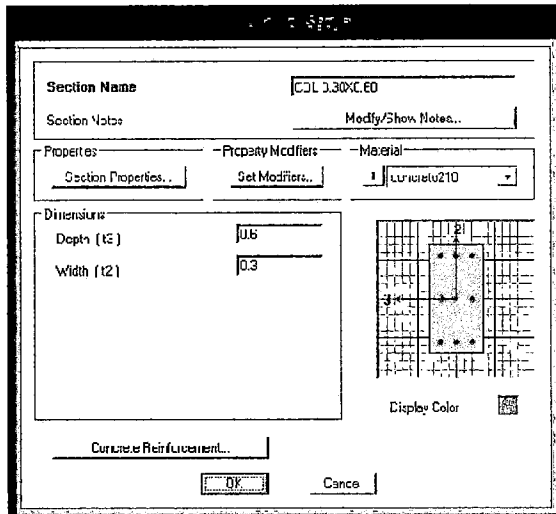 Section Name
COL 0.30X0.60
Section Notes
Modify/Show Notes...
Properties
Property Modifiers
Material
Section Properties...
Set Modifiers...
Concreto210
Dimensions
Depth (t3)
0.6
Width (t2)
0.3
2
3
Display Color
Concrete Reinforcement...
OK
Cancel